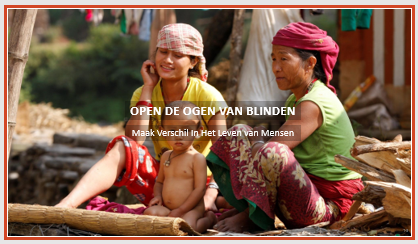 OPEN DE OGEN VAN BLINDEN
Maak Verschil in Het Leven van Mensen